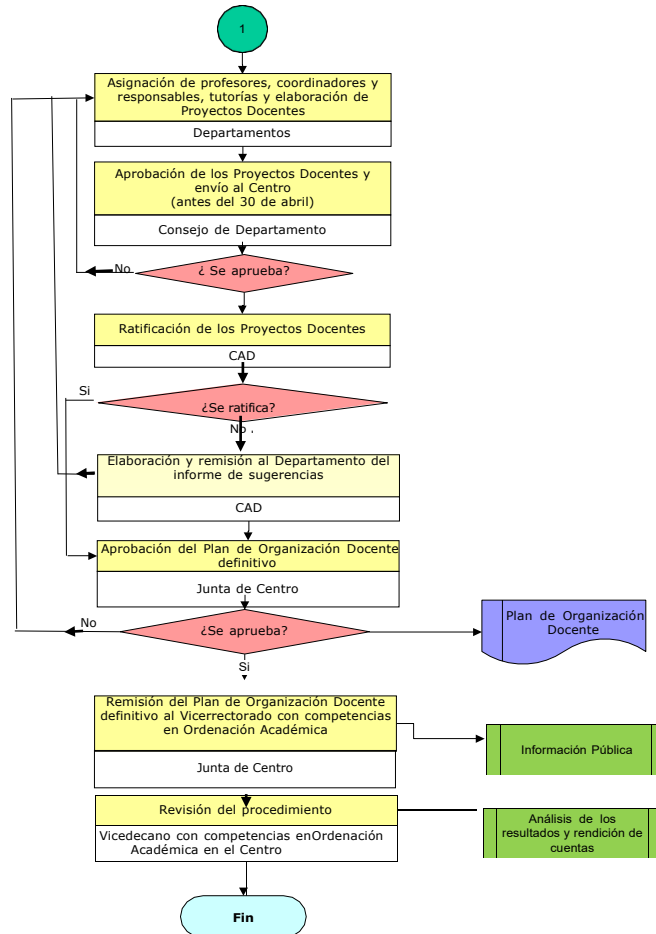 1
Asignación de profesores, coordinadores y
responsables, tutorías y elaboración de
Proyectos Docentes
Departamentos
Aprobación de los Proyectos Docentes y
envío al Centro
(antes del 30 de abril)
Consejo de Departamento
No
¿ Se aprueba?
Ratificación de los Proyectos Docentes
CAD
Si
¿Se ratifica?
No .
Elaboración y remisión al Departamento del
informe de sugerencias
CAD
Aprobación del Plan de Organización Docente
definitivo
Junta de Centro
No
¿Se aprueba?
Plan de Organización
Docente
Si
Remisión del Plan de Organización Docente
definitivo al Vicerrectorado con competencias
en Ordenación Académica
Junta de Centro
Información Pública
Revisión del procedimiento
Vicedecano con competencias enOrdenación
Académica en el Centro
Análisis de los
resultados y rendición de
cuentas
Fin